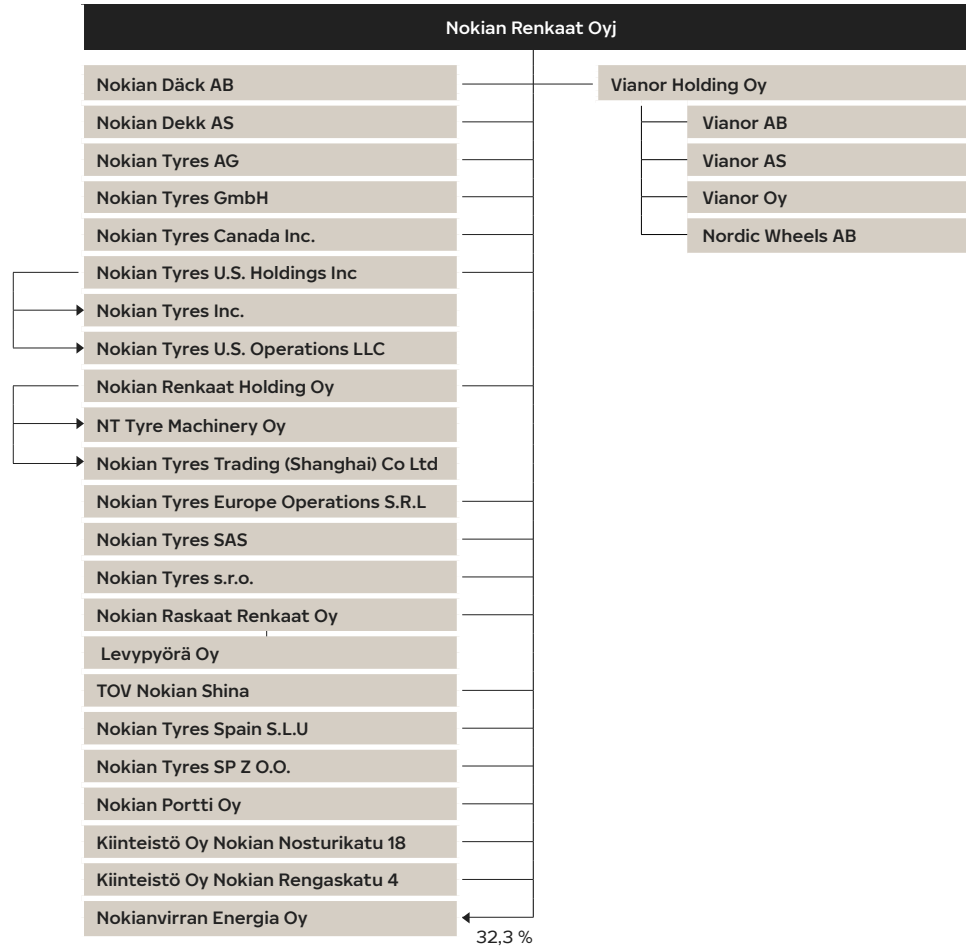 Nokian Renkaat Oyj
Nokian Däck AB
Nokian Dekk AS
Nokian Tyres AG
Nokian Tyres GmbH
Nokian Tyres Canada Inc.
Nokian Tyres U.S. Holdings Inc
Nokian Tyres Inc.
Nokian Tyres U.S. Operations LLC
Nokian Renkaat Holding Oy
NT Tyre Machinery Oy
Nokian Tyres Trading (Shanghai) Co Ltd
Nokian Tyres Europe Operations S.R.L
Nokian Tyres SAS
Nokian Tyres s.r.o.
Nokian Raskaat Renkaat Oy
Levypyörä Oy
TOV Nokian Shina
Nokian Tyres Spain S.L.U
Nokian Tyres SP Z O.O.
Nokian Portti Oy
Kiinteistö Oy Nokian Nosturikatu 18
Kiinteistö Oy Nokian Rengaskatu 4
Nokianvirran Energia Oy
32,3 %
Vianor Holding Oy
Vianor AB
Vianor AS
Vianor Oy
Nordic Wheels AB